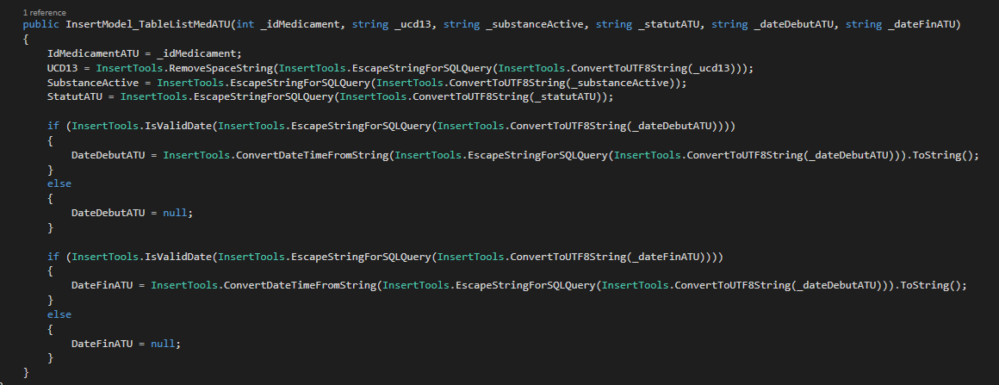 1 reference
public InsertModel_TableListMedATU(int _idMedicament, string _ucd13, string _substanceActive, string _statutATU, string _dateDebutATU, string _dateFinATU)
{
IdMedicamentATU = _idMedicament;
UCD13 = InsertTools.RemoveSpaceString(InsertTools.EscapeStringForSQLQuery(InsertTools.ConvertToUTF8String(_ucd13)));
SubstanceActive = InsertTools.EscapeStringForSQLQuery(InsertTools.ConvertToUTF8String(_substanceActive));
StatutATU = InsertTools.EscapeStringForSQLQuery(InsertTools.ConvertToUTF8String(_statutATU));
if (InsertTools.IsValidDate(InsertTools.EscapeStringForSQLQuery(InsertTools.ConvertToUTF8String(_dateDebutATU))))
{
DateDebutATU = InsertTools.ConvertDateTimeFromString(InsertTools.EscapeStringForSQLQuery(InsertTools.ConvertToUTF8String(_dateDebutATU))).ToString();
}
else
{
DateDebutATU = null;
}
if (InsertTools.IsValidDate(InsertTools.EscapeStringForSQLQuery(InsertTools.ConvertToUTF8String(_dateFinATU))))
{
DateFinATU = InsertTools.ConvertDateTimeFromString(InsertTools.EscapeStringForSQLQuery(InsertTools.ConvertToUTF8String(_dateDebutATU))).ToString();
}
else
{
DateFinATU = null;
}
}